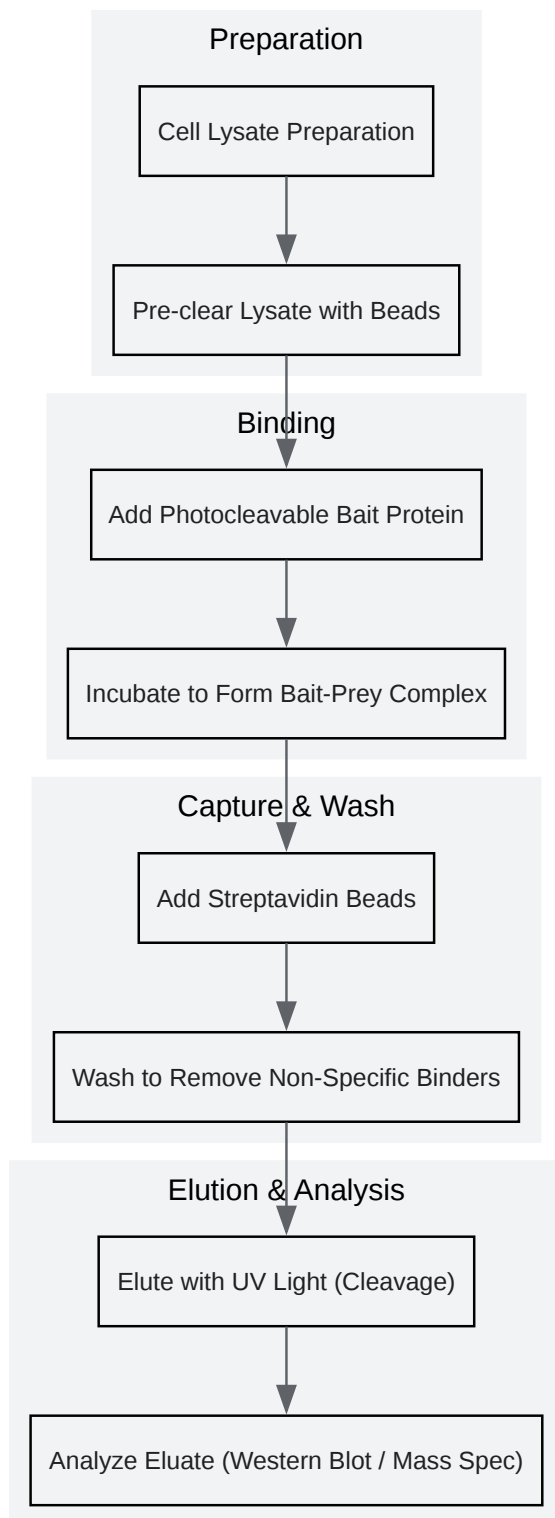 Preparation
Cell Lysate Preparation
Pre-clear Lysate with Beads
Binding
Add Photocleavable Bait Protein
Incubate to Form Bait-Prey Complex
Capture & Wash
Add Streptavidin Beads
Wash to Remove Non-Specific Binders
Elution & Analysis
Elute with UV Light (Cleavage)
Analyze Eluate (Western Blot / Mass Spec)